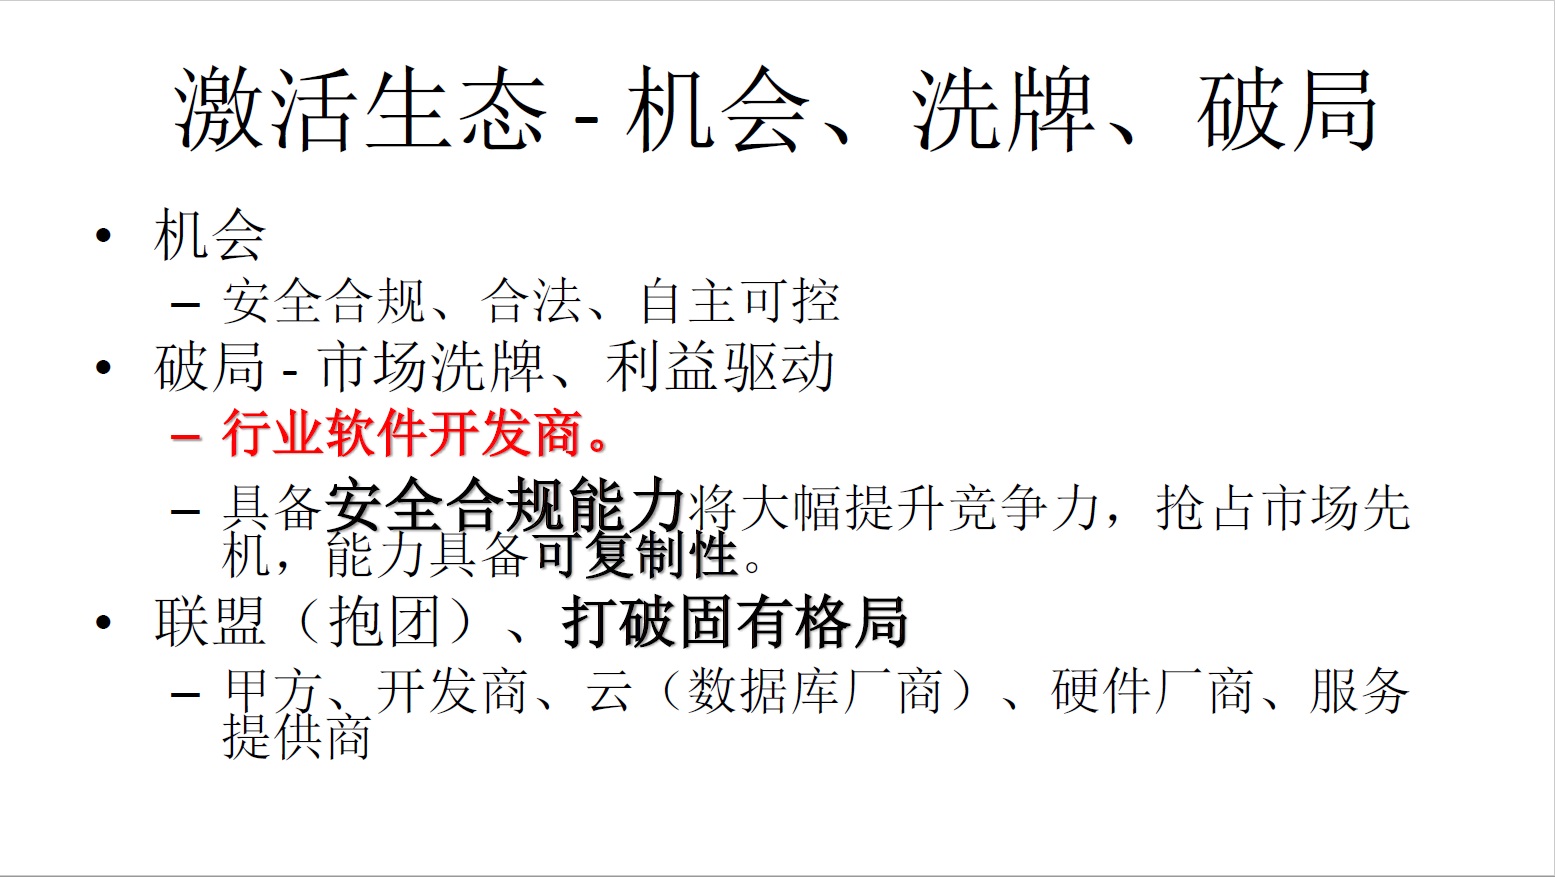 激活生态 - 机会、洗牌、破局
• 机会
– 安全合规、合法、自主可控
• 破局 - 市场洗牌、利益驱动
– 行业软件开发商。
– 具备安全合规能力将大幅提升竞争力，抢占市场先
机，能力具备可复制性。
• 联盟（抱团）、打破固有格局
– 甲方、开发商、云（数据库厂商）、硬件厂商、服务
提供商